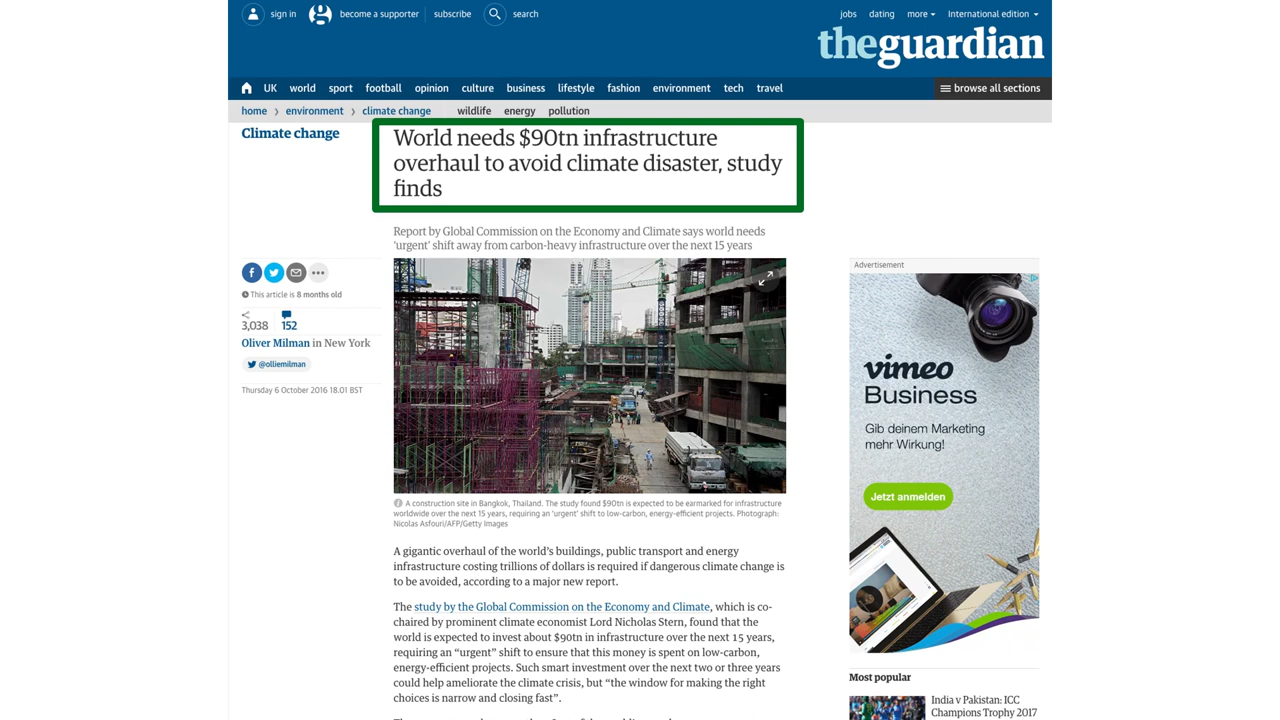 sign in
become a supporter
subscribe
search
jobs
dating
more
International edition
theguardian
UK
world
sport
football
opinion
culture
business
lifestyle
fashion
environment
tech
travel
browse all sections
home › environment › climate change
wildlife
energy
pollution
Climate change
World needs $90tn infrastructure
overhaul to avoid climate disaster, study
finds
Report by Global Commission on the Economy and Climate says world needs
‘urgent’ shift away from carbon-heavy infrastructure over the next 15 years
This article is 8 months old
3,038
152
Oliver Milman in New York
@olliemilman
Thursday 6 October 2016 18.01 BST
A construction site in Bangkok, Thailand. The study found $90tn is expected to be earmarked for infrastructure
worldwide over the next 15 years, requiring an ‘urgent’ shift to low-carbon, energy-efficient projects. Photograph:
Nicolas Asfouri/AFP/Getty Images
A gigantic overhaul of the world’s buildings, public transport and energy
infrastructure costing trillions of dollars is required if dangerous climate change is
to be avoided, according to a major new report.
The study by the Global Commission on the Economy and Climate, which is co-
chaired by prominent climate economist Lord Nicholas Stern, found that the
world is expected to invest about $90tn in infrastructure over the next 15 years,
requiring an “urgent” shift to ensure that this money is spent on low-carbon,
energy-efficient projects. Such smart investment over the next two or three years
could help ameliorate the climate crisis, but “the window for making the right
choices is narrow and closing fast”.
Advertisement
vimeo
Business
Gib deinem Marketing
mehr Wirkung!
Jetzt anmelden
Most popular
India v Pakistan: ICC
Champions Trophy 2017